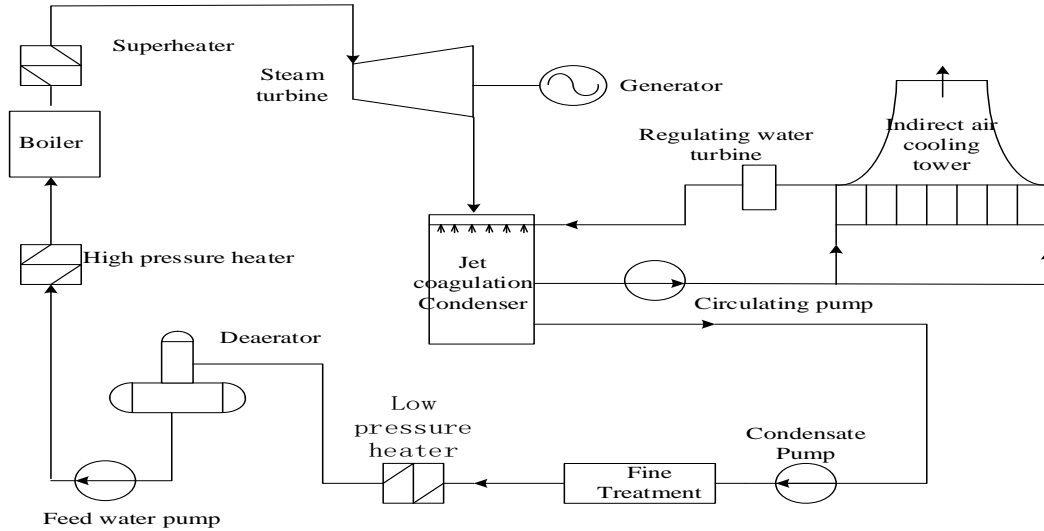 Superheater
Steam
turbine
Generator
Boiler
Regulating water
turbine
Indirect air
cooling
tower
High pressure heater
Jet
coagulation
Condenser
Circulating pump
Deaerator
Low
pressure
heater
Condensate
Pump
Fine
Treatment
Feed water pump